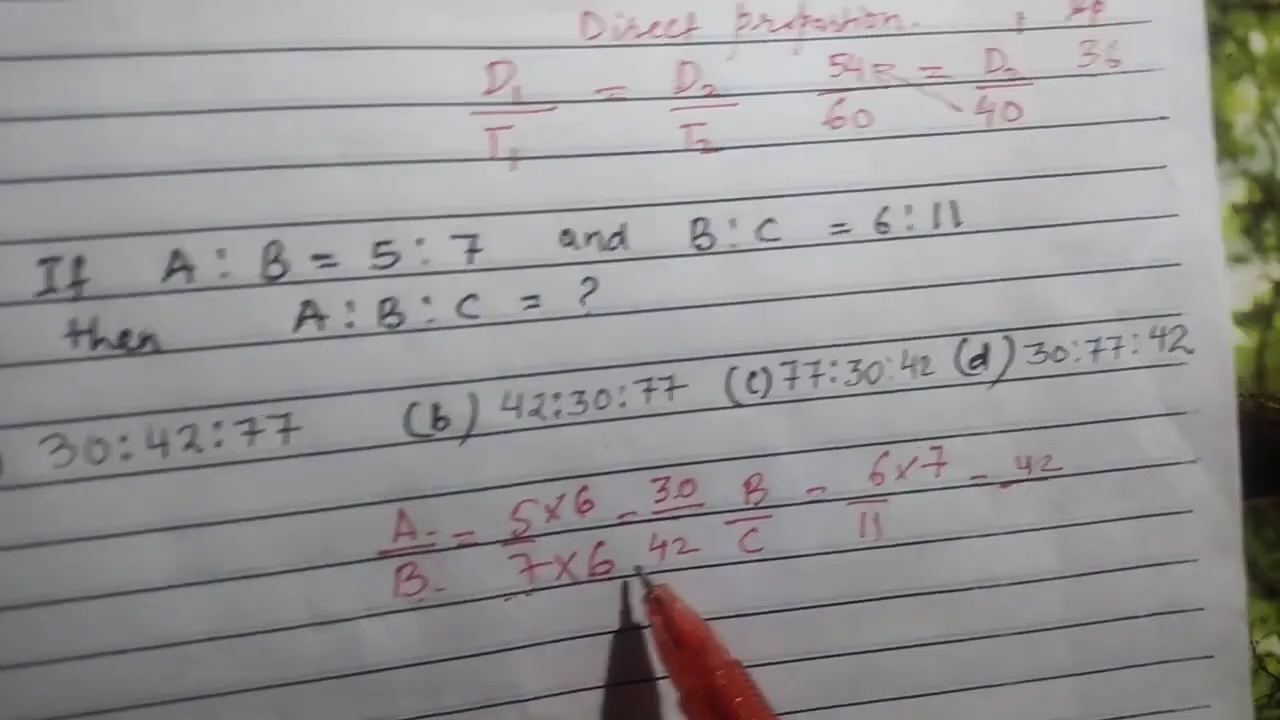 Direct proportion.
D₁/T₁ = D₂/T₂ 54R/60 = D₂/40 36
If A : B = 5 : 7 and B : C = 6 : 11
then A : B : C = ?
) 30:42:77 (b) 42:30:77 (c) 77:30:42 (d) 30:77:42
A/B = 5×6/7×6 = 30/42 B/C = 6×7/11 = 42